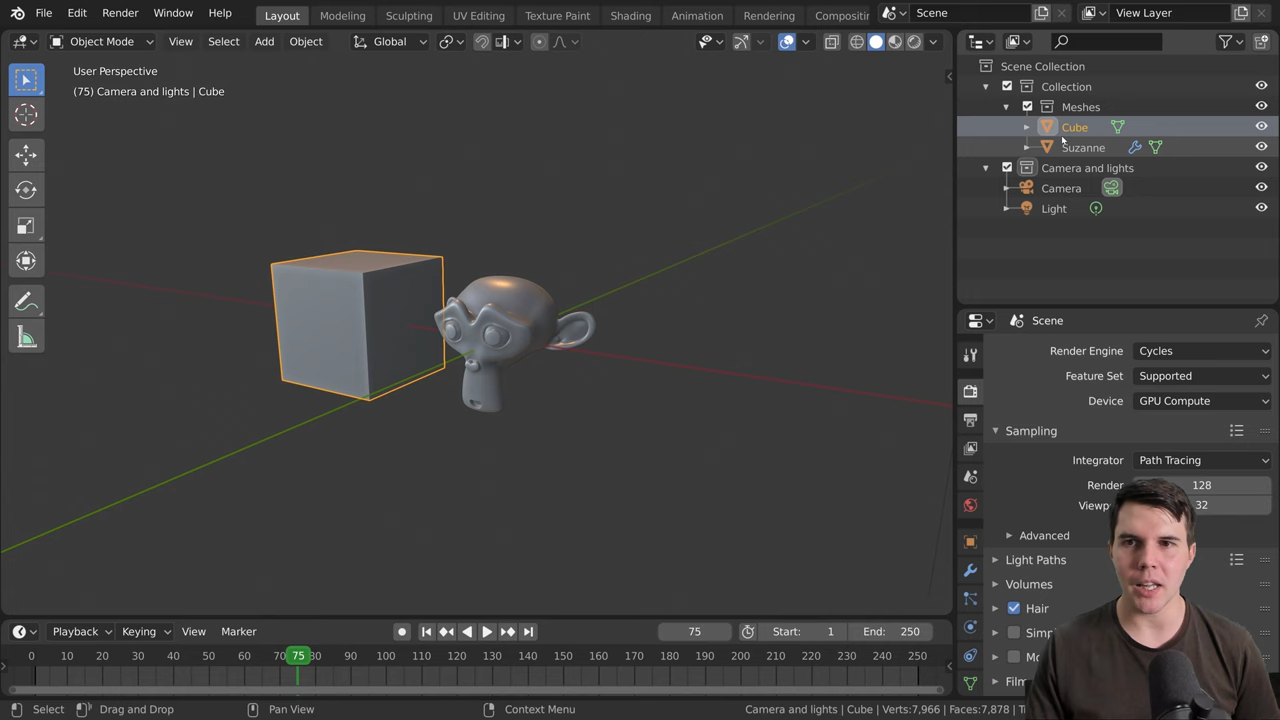 File Edit Render Window Help Layout Modeling Sculpting UV Editing Texture Paint Shading Animation Rendering Compositin Scene View Layer
Object Mode View Select Add Object Global
User Perspective
(75) Camera and lights | Cube
Scene Collection
Collection
Meshes
Cube
Suzanne
Camera and lights
Camera
Light
Scene
Render Engine Cycles
Feature Set Supported
Device GPU Compute
Sampling
Integrator Path Tracing
Render 128
Viewp 32
Advanced
Light Paths
Volumes
Hair
Simpl
Mo
Film
Playback Keying View Marker 75 Start: 1 End: 250
0 10 20 30 40 50 60 70 75 80 90 100 110 120 130 140 150 160 170 180 190 200 210 220 230 240 250
Select Drag and Drop Pan View Context Menu Camera and lights | Cube | Verts:7,966 | Faces:7,878 | Tr